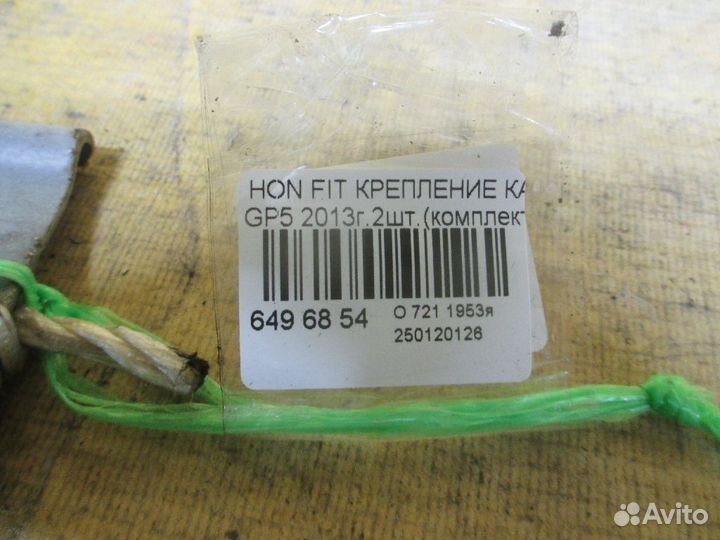 HON FIT КРЕПЛЕНИЕ КА
GP5 2013г.2шт.(комплект
649 68 54
О 721 1953я
250120126
Avito